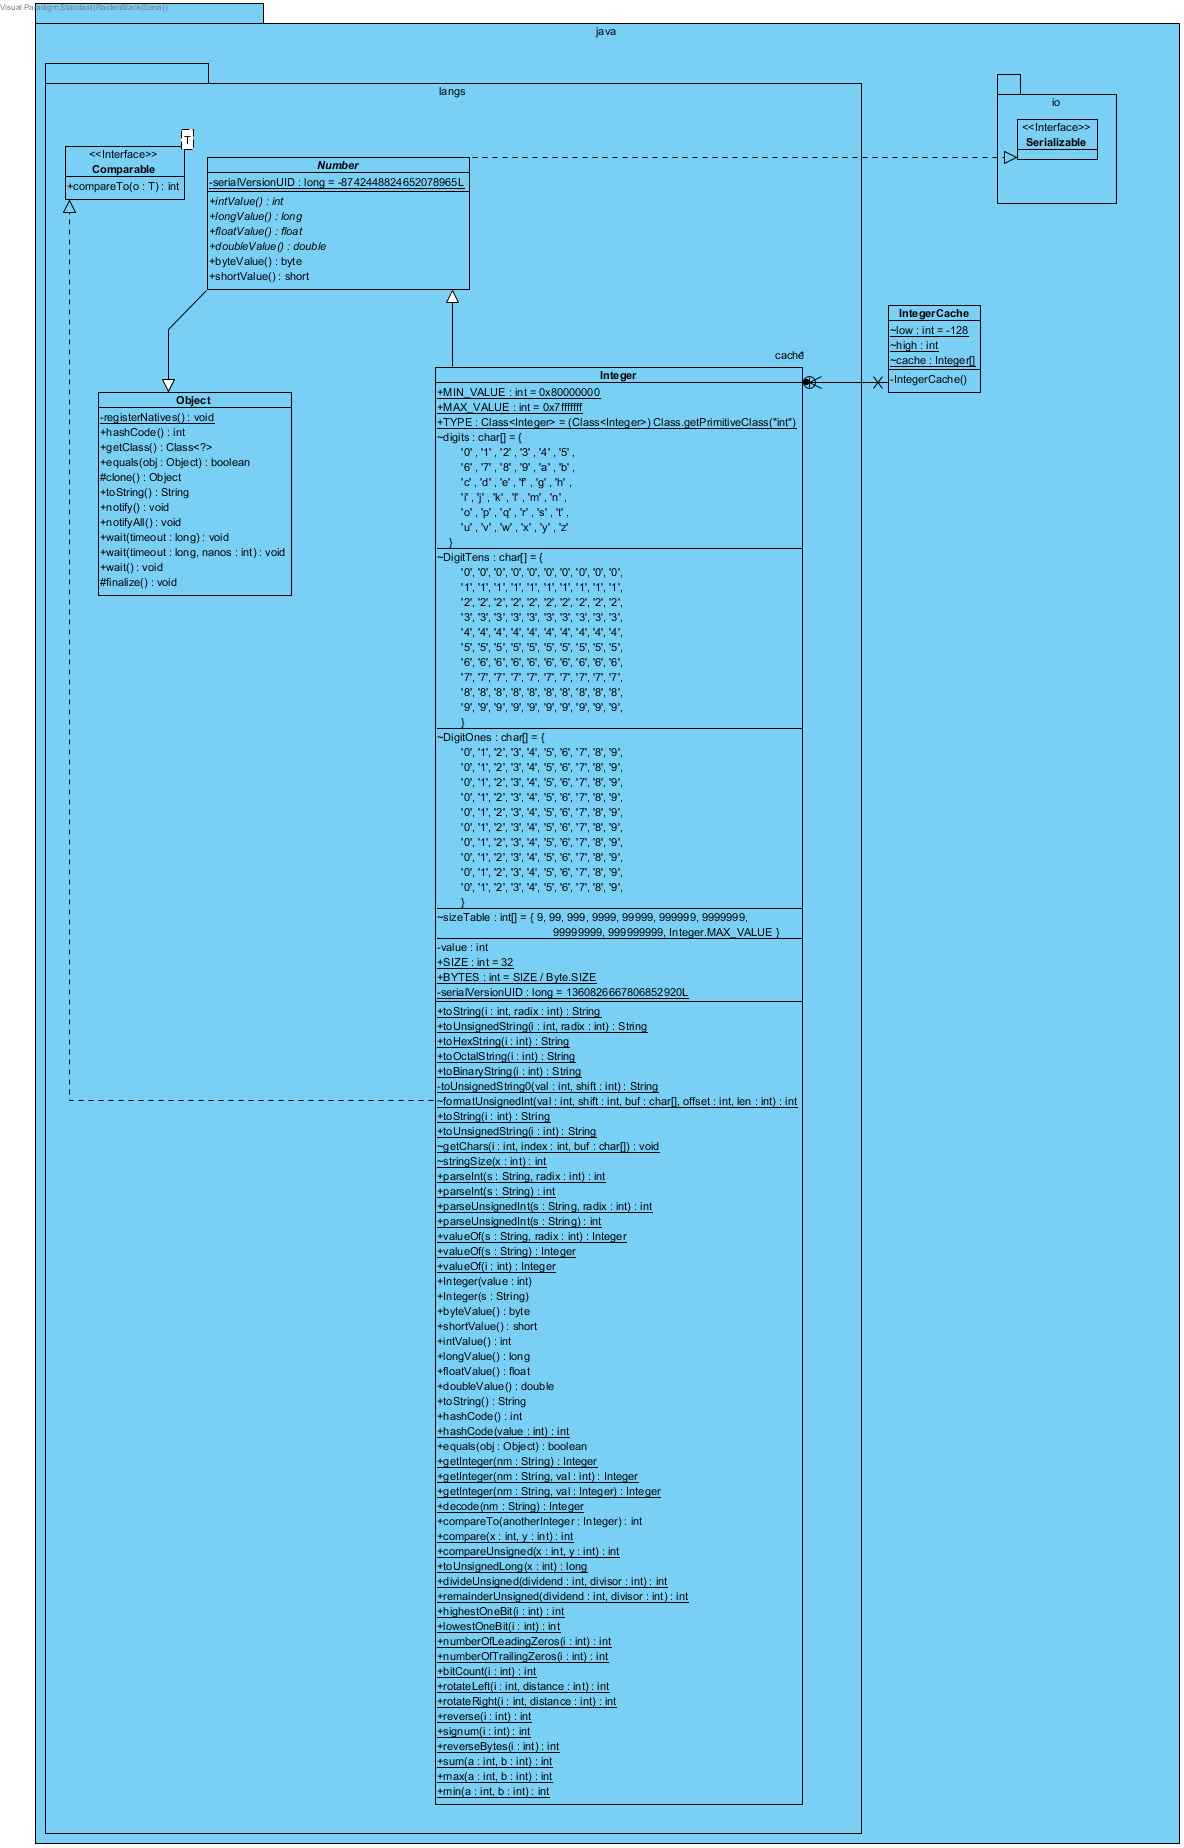 Visual Paradigm Standard(RaidenBlack(Sena))
java
langs
io
<<Interface>>
Serializable
T
<<Interface>>
Comparable
+compareTo(o : T) : int
Number
-serialVersionUID : long = -8742448824652078965L
+intValue() : int
+longValue() : long
+floatValue() : float
+doubleValue() : double
+byteValue() : byte
+shortValue() : short
IntegerCache
~low : int = -128
~high : int
~cache : Integer[]
-IntegerCache()
cache
*
Object
-registerNatives() : void
+hashCode() : int
+getClass() : Class<?>
+equals(obj : Object) : boolean
#clone() : Object
+toString() : String
+notify() : void
+notifyAll() : void
+wait(timeout : long) : void
+wait(timeout : long, nanos : int) : void
+wait() : void
#finalize() : void
Integer
+MIN_VALUE : int = 0x80000000
+MAX_VALUE : int = 0x7fffffff
+TYPE : Class<Integer> = (Class<Integer>) Class.getPrimitiveClass("int")
~digits : char[] = {
'0' , '1' , '2' , '3' , '4' , '5' ,
'6' , '7' , '8' , '9' , 'a' , 'b' ,
'c' , 'd' , 'e' , 'f' , 'g' , 'h' ,
'i' , 'j' , 'k' , 'l' , 'm' , 'n' ,
'o' , 'p' , 'q' , 'r' , 's' , 't' ,
'u' , 'v' , 'w' , 'x' , 'y' , 'z'
}
~DigitTens : char[] = {
'0', '0', '0', '0', '0', '0', '0', '0', '0', '0',
'1', '1', '1', '1', '1', '1', '1', '1', '1', '1',
'2', '2', '2', '2', '2', '2', '2', '2', '2', '2',
'3', '3', '3', '3', '3', '3', '3', '3', '3', '3',
'4', '4', '4', '4', '4', '4', '4', '4', '4', '4',
'5', '5', '5', '5', '5', '5', '5', '5', '5', '5',
'6', '6', '6', '6', '6', '6', '6', '6', '6', '6',
'7', '7', '7', '7', '7', '7', '7', '7', '7', '7',
'8', '8', '8', '8', '8', '8', '8', '8', '8', '8',
'9', '9', '9', '9', '9', '9', '9', '9', '9', '9',
}
~DigitOnes : char[] = {
'0', '1', '2', '3', '4', '5', '6', '7', '8', '9',
'0', '1', '2', '3', '4', '5', '6', '7', '8', '9',
'0', '1', '2', '3', '4', '5', '6', '7', '8', '9',
'0', '1', '2', '3', '4', '5', '6', '7', '8', '9',
'0', '1', '2', '3', '4', '5', '6', '7', '8', '9',
'0', '1', '2', '3', '4', '5', '6', '7', '8', '9',
'0', '1', '2', '3', '4', '5', '6', '7', '8', '9',
'0', '1', '2', '3', '4', '5', '6', '7', '8', '9',
'0', '1', '2', '3', '4', '5', '6', '7', '8', '9',
'0', '1', '2', '3', '4', '5', '6', '7', '8', '9',
}
~sizeTable : int[] = { 9, 99, 999, 9999, 99999, 999999, 9999999,
99999999, 999999999, Integer.MAX_VALUE }
-value : int
+SIZE : int = 32
+BYTES : int = SIZE / Byte.SIZE
-serialVersionUID : long = 1360826667806852920L
+toString(i : int, radix : int) : String
+toUnsignedString(i : int, radix : int) : String
+toHexString(i : int) : String
+toOctalString(i : int) : String
+toBinaryString(i : int) : String
-toUnsignedString0(val : int, shift : int) : String
~formatUnsignedInt(val : int, shift : int, buf : char[], offset : int, len : int) : int
+toString(i : int) : String
+toUnsignedString(i : int) : String
~getChars(i : int, index : int, buf : char[]) : void
~stringSize(x : int) : int
+parseInt(s : String, radix : int) : int
+parseInt(s : String) : int
+parseUnsignedInt(s : String, radix : int) : int
+parseUnsignedInt(s : String) : int
+valueOf(s : String, radix : int) : Integer
+valueOf(s : String) : Integer
+valueOf(i : int) : Integer
+Integer(value : int)
+Integer(s : String)
+byteValue() : byte
+shortValue() : short
+intValue() : int
+longValue() : long
+floatValue() : float
+doubleValue() : double
+toString() : String
+hashCode() : int
+hashCode(value : int) : int
+equals(obj : Object) : boolean
+getInteger(nm : String) : Integer
+getInteger(nm : String, val : int) : Integer
+getInteger(nm : String, val : Integer) : Integer
+decode(nm : String) : Integer
+compareTo(anotherInteger : Integer) : int
+compare(x : int, y : int) : int
+compareUnsigned(x : int, y : int) : int
+toUnsignedLong(x : int) : long
+divideUnsigned(dividend : int, divisor : int) : int
+remainderUnsigned(dividend : int, divisor : int) : int
+highestOneBit(i : int) : int
+lowestOneBit(i : int) : int
+numberOfLeadingZeros(i : int) : int
+numberOfTrailingZeros(i : int) : int
+bitCount(i : int) : int
+rotateLeft(i : int, distance : int) : int
+rotateRight(i : int, distance : int) : int
+reverse(i : int) : int
+signum(i : int) : int
+reverseBytes(i : int) : int
+sum(a : int, b : int) : int
+max(a : int, b : int) : int
+min(a : int, b : int) : int